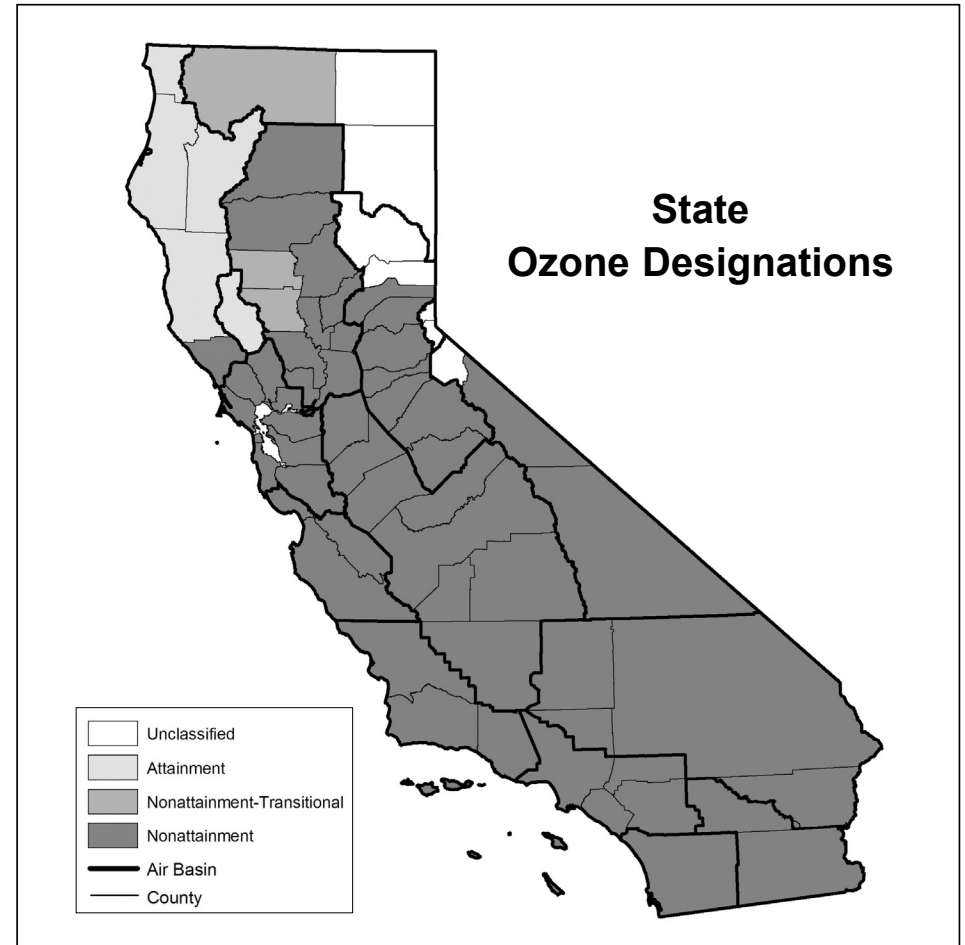 State
Ozone Designations
Unclassified
Attainment
Nonattainment-Transitional
Nonattainment
Air Basin
County